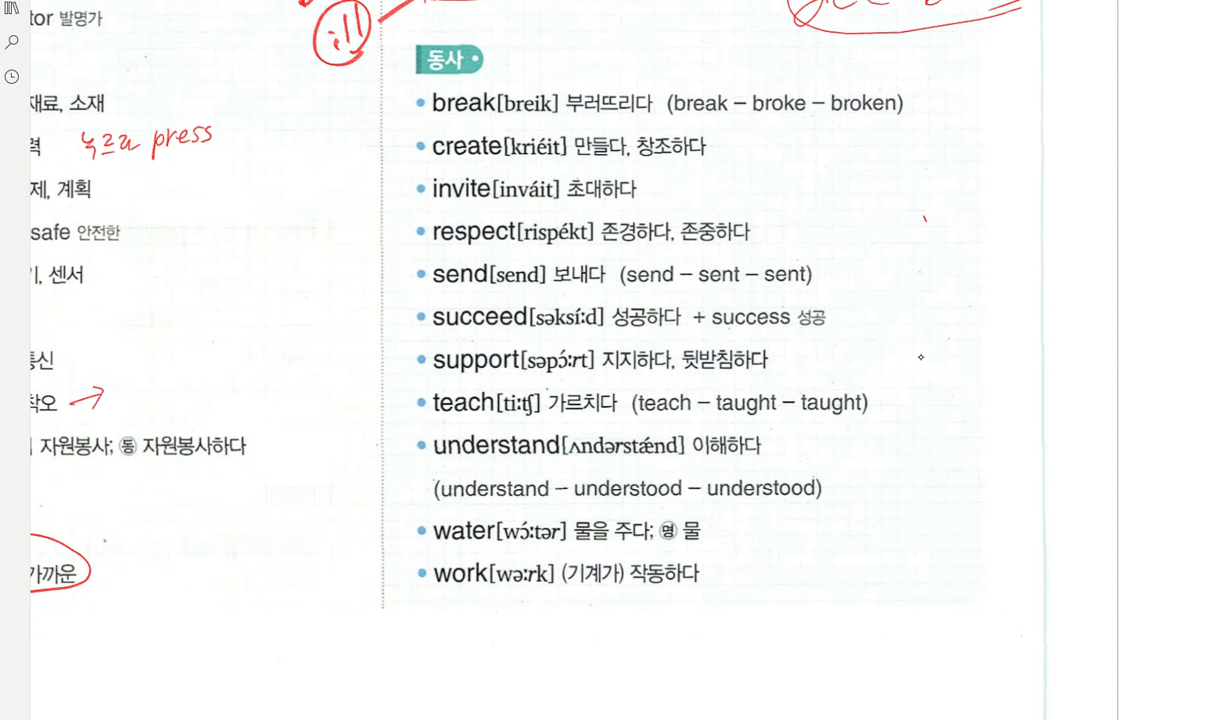 tor 발명가
재료, 소재
력 누르a press
제, 계획
safe 안전한
기, 센서
통신
착오
자원봉사; 동 자원봉사하다
가까운
ill
동사
break[breik] 부러뜨리다 (break – broke – broken)
create[kriéit] 만들다, 창조하다
invite[inváit] 초대하다
respect[rispékt] 존경하다, 존중하다
send[send] 보내다 (send – sent – sent)
succeed[səksíːd] 성공하다 + success 성공
support[səpɔ́ːrt] 지지하다, 뒷받침하다
teach[tiːtʃ] 가르치다 (teach – taught – taught)
understand[ʌndərstǽnd] 이해하다
(understand – understood – understood)
water[wɔ́ːtər] 물을 주다; 명 물
work[wəːrk] (기계가) 작동하다